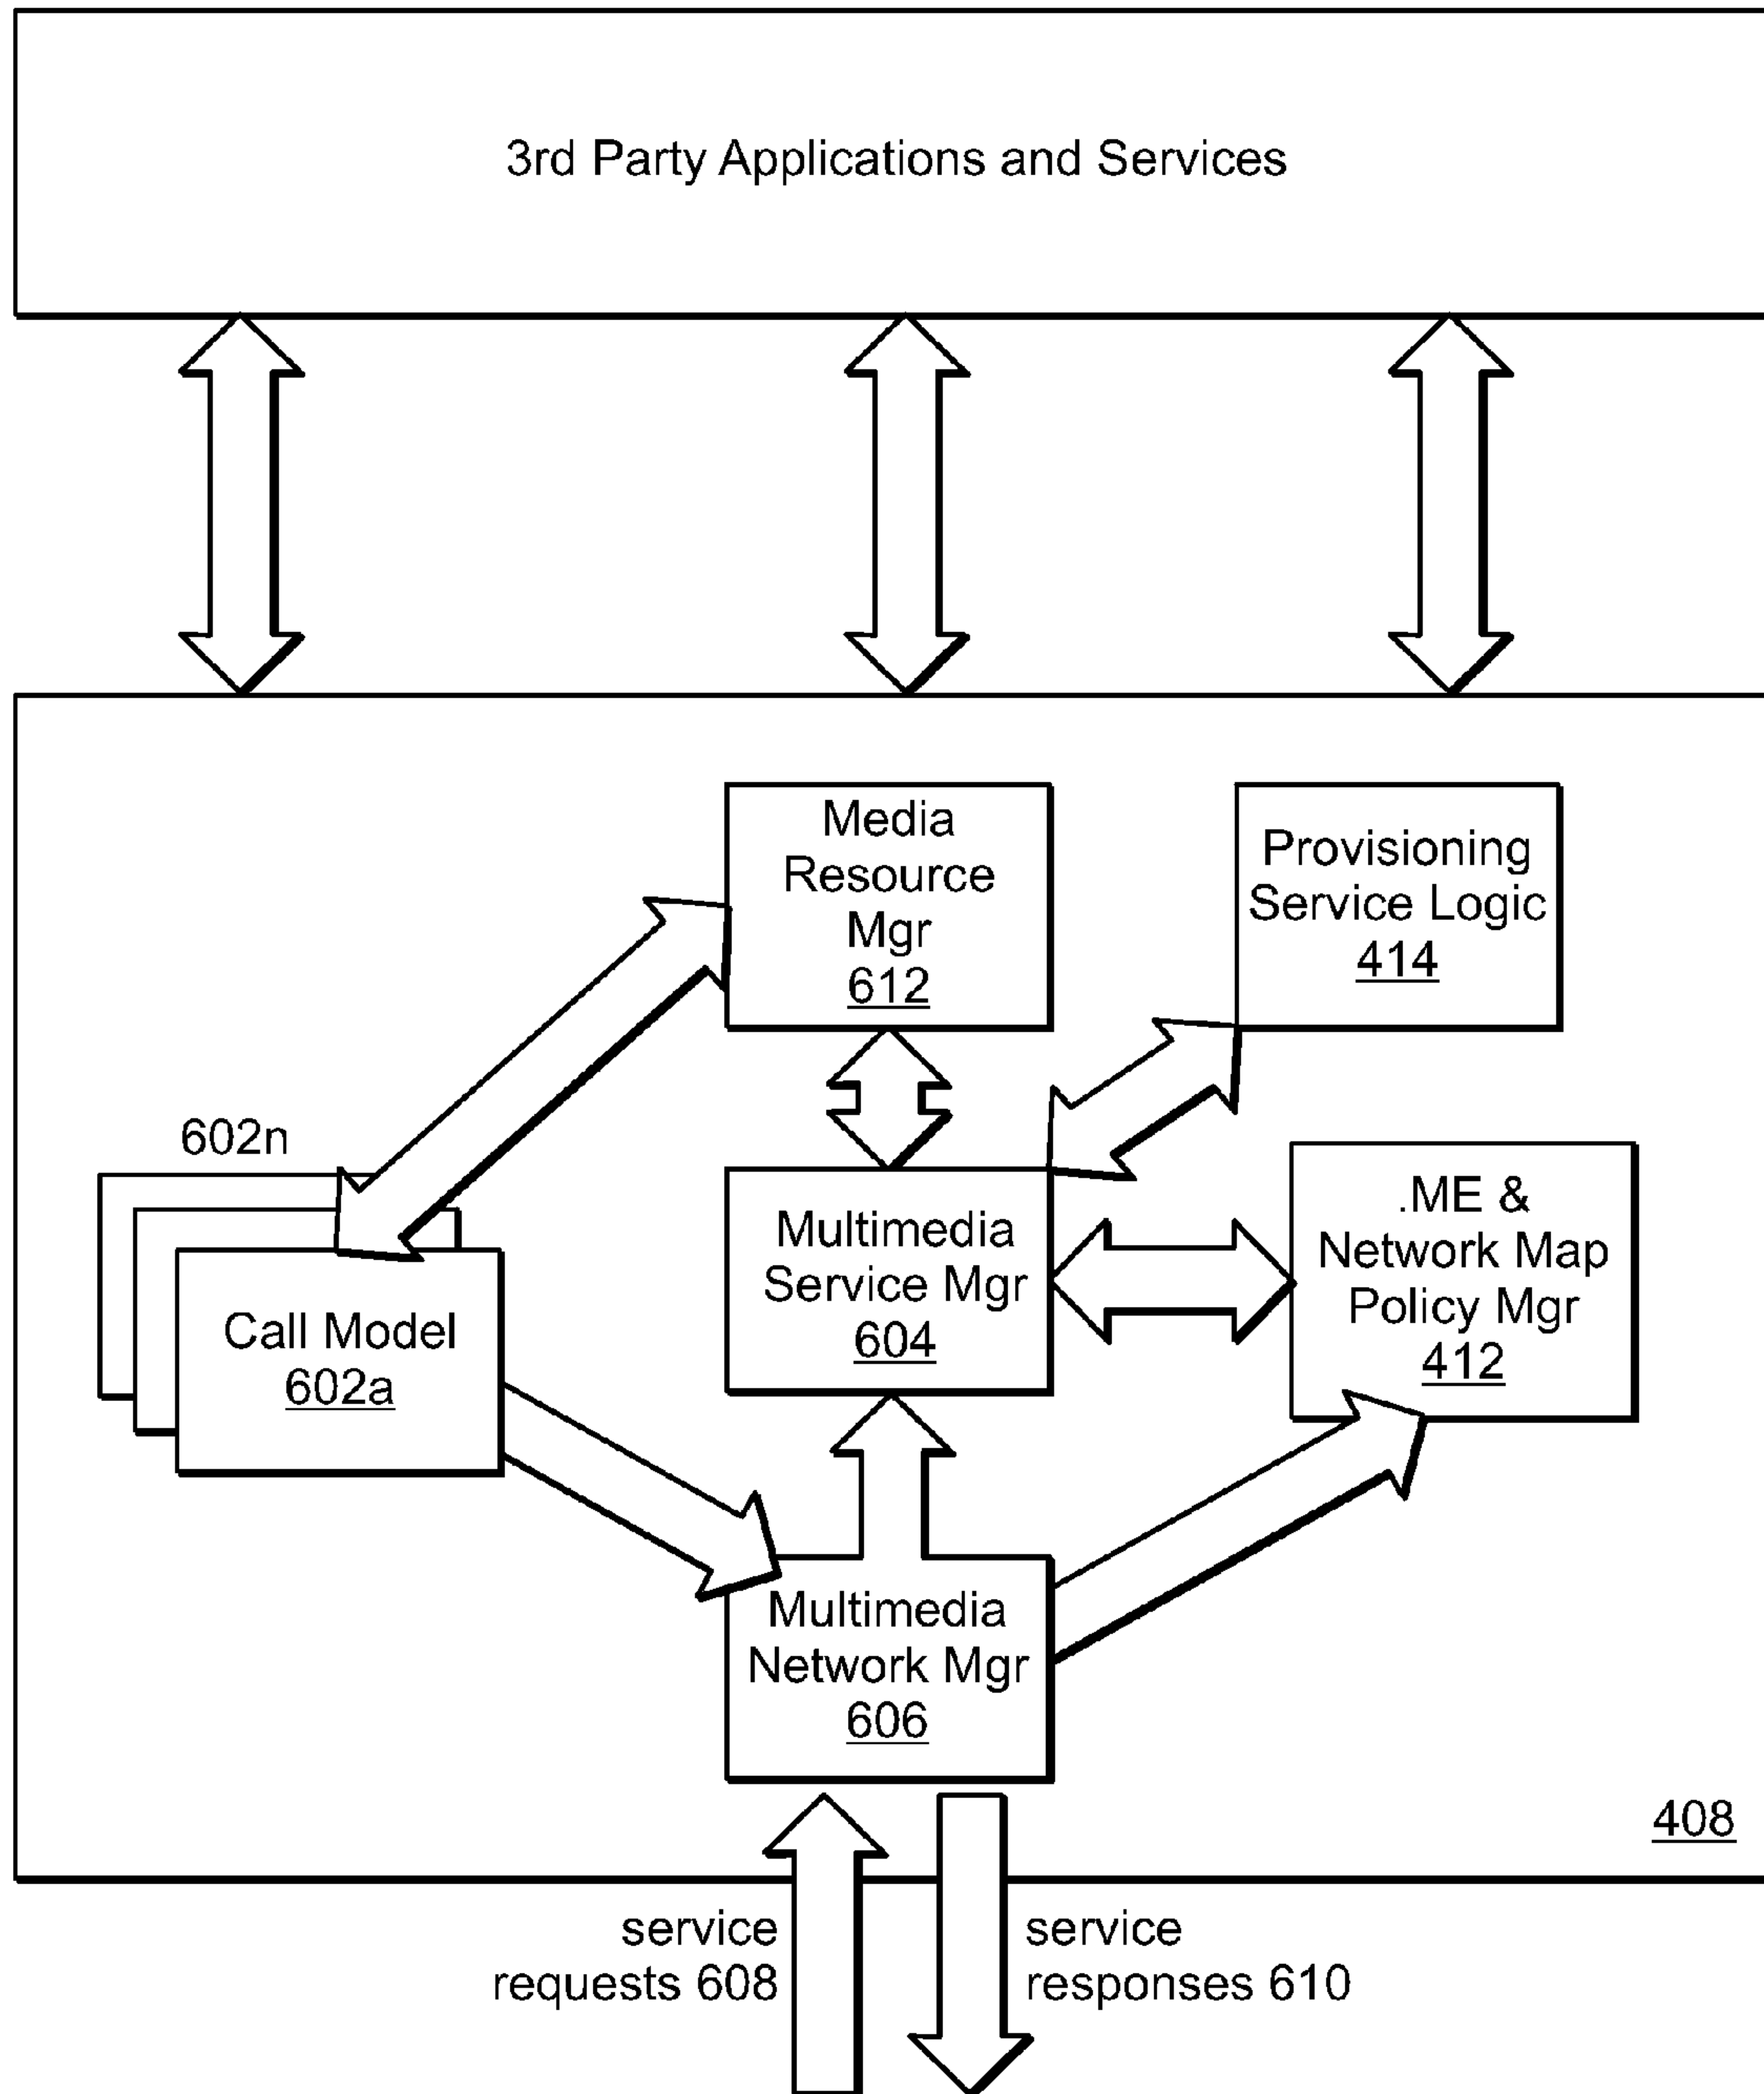 3rd Party Applications and Services
Media
Resource
Mgr
612
Provisioning
Service Logic
414
602n
Call Model
602a
Multimedia
Service Mgr
604
.ME &
Network Map
Policy Mgr
412
Multimedia
Network Mgr
606
408
service
requests 608
service
responses 610